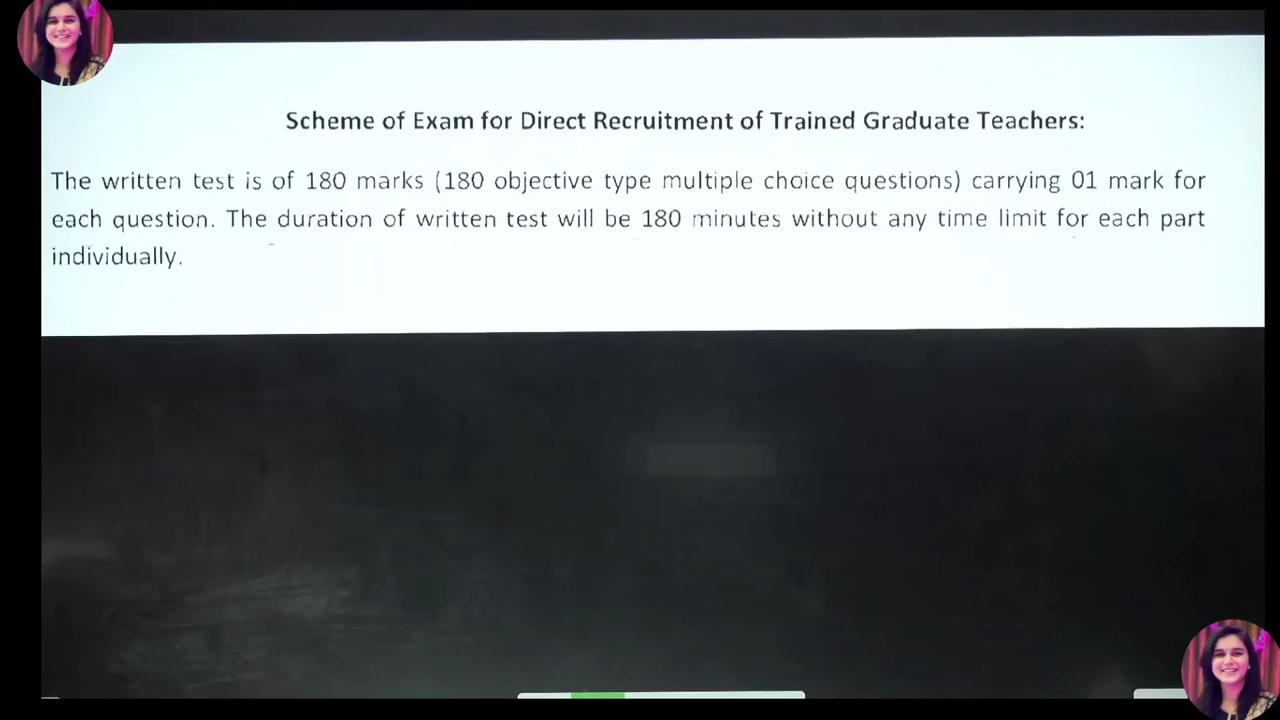 Scheme of Exam for Direct Recruitment of Trained Graduate Teachers:
The written test is of 180 marks (180 objective type multiple choice questions) carrying 01 mark for
each question. The duration of written test will be 180 minutes without any time limit for each part
individually.